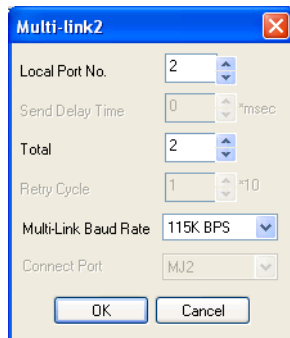 Multi-link2
Local Port No. 2
Send Delay Time 0 *msec
Total 2
Retry Cycle 1 *10
Multi-Link Baud Rate 115K BPS
Connect Port MJ2
OK Cancel